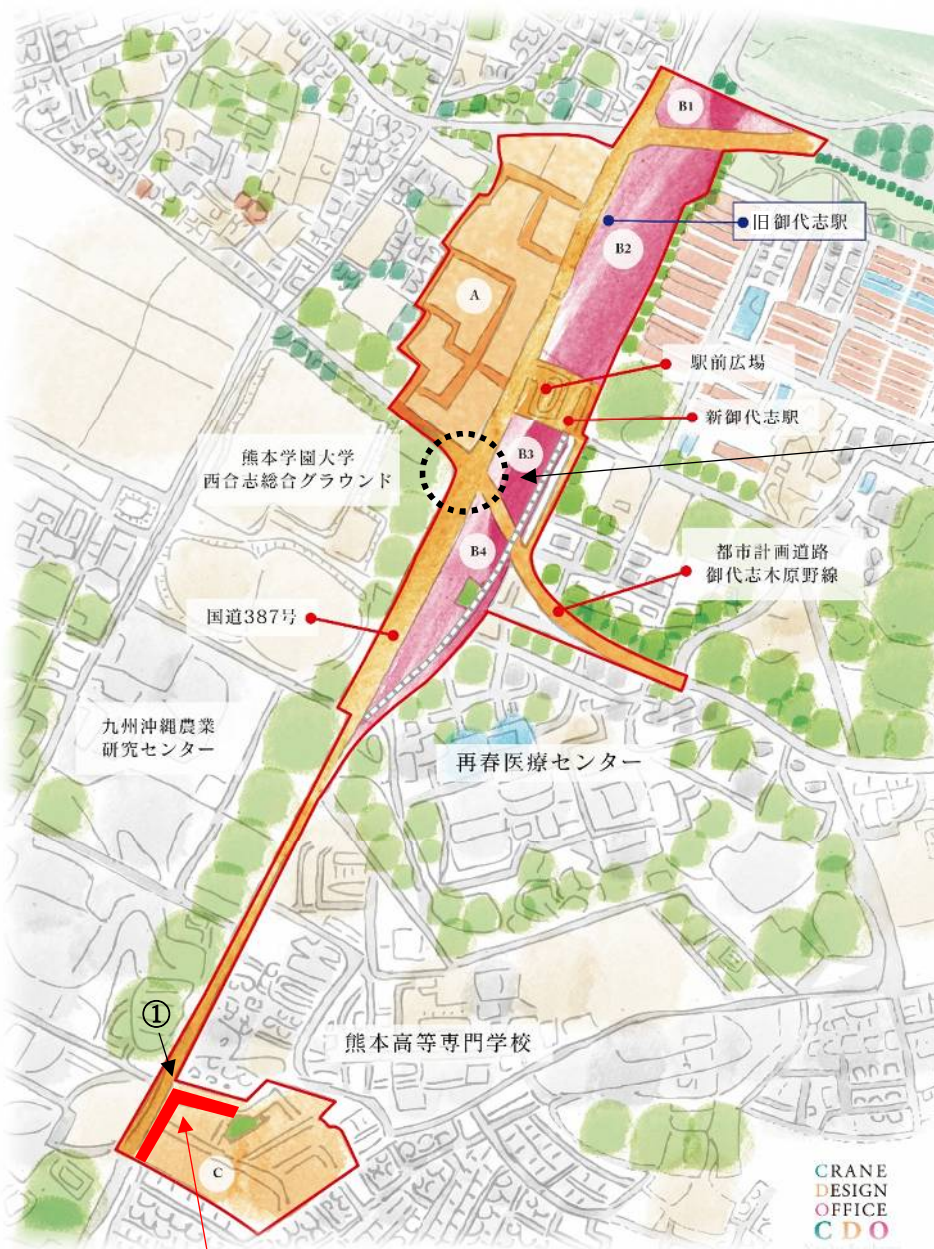 B1
旧御代志駅
B2
A
駅前広場
新御代志駅
B3
熊本学園大学
西合志総合グラウンド
都市計画道路
御代志木原野線
B4
国道387号
九州沖縄農業
研究センター
再春医療センター
①
熊本高等専門学校
C
CRANE
DESIGN
OFFICE
CDO